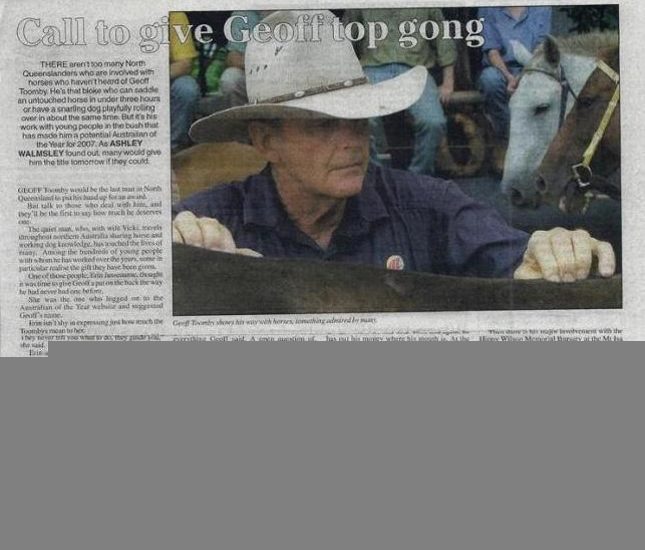 Call to give Geoff top gong
THERE aren't too many North
Queenslanders who are involved with
horses who haven't heard of Geoff
Toomby. He's that bloke who can saddle
an untouched horse in under three hours
or have a snarling dog playfully rolling
over in about the same time. But it's his
work with young people in the bush that
has made him a potential Australian of
the Year for 2007. As ASHLEY
WALMSLEY found out, many would give
him the title tomorrow if they could.
GEOFF Toomby would be the last man in North
Queensland to put his hand up for an award.
But talk to those who deal with him, and
they'll be the first to say how much he deserves
one.
The quiet man, who, with wife Vicki, travels
throughout northern Australia sharing horse and
working dog knowledge, has touched the lives of
many. Among the hundreds of young people
with whom he has worked over the years, some in
particular realise the gift they have been given.
One of those people, Erin, thought
it was time to give Geoff a pat on the back the way
he had never had one before.
She was the one who logged on to the
Australian of the Year website and suggested
Geoff's name.
Erin isn't shy in expressing just how much the
Toombys mean to her.
they never tell you what to do, they guide you,
she said.
Erin
Geoff Toomby shows his way with horses, something admired by many.
everything Geoff said. A open question of
has put his money where his mouth is. At the
Then there is his major involvement with the
Wilson Memorial Bursary at the Mt Isa